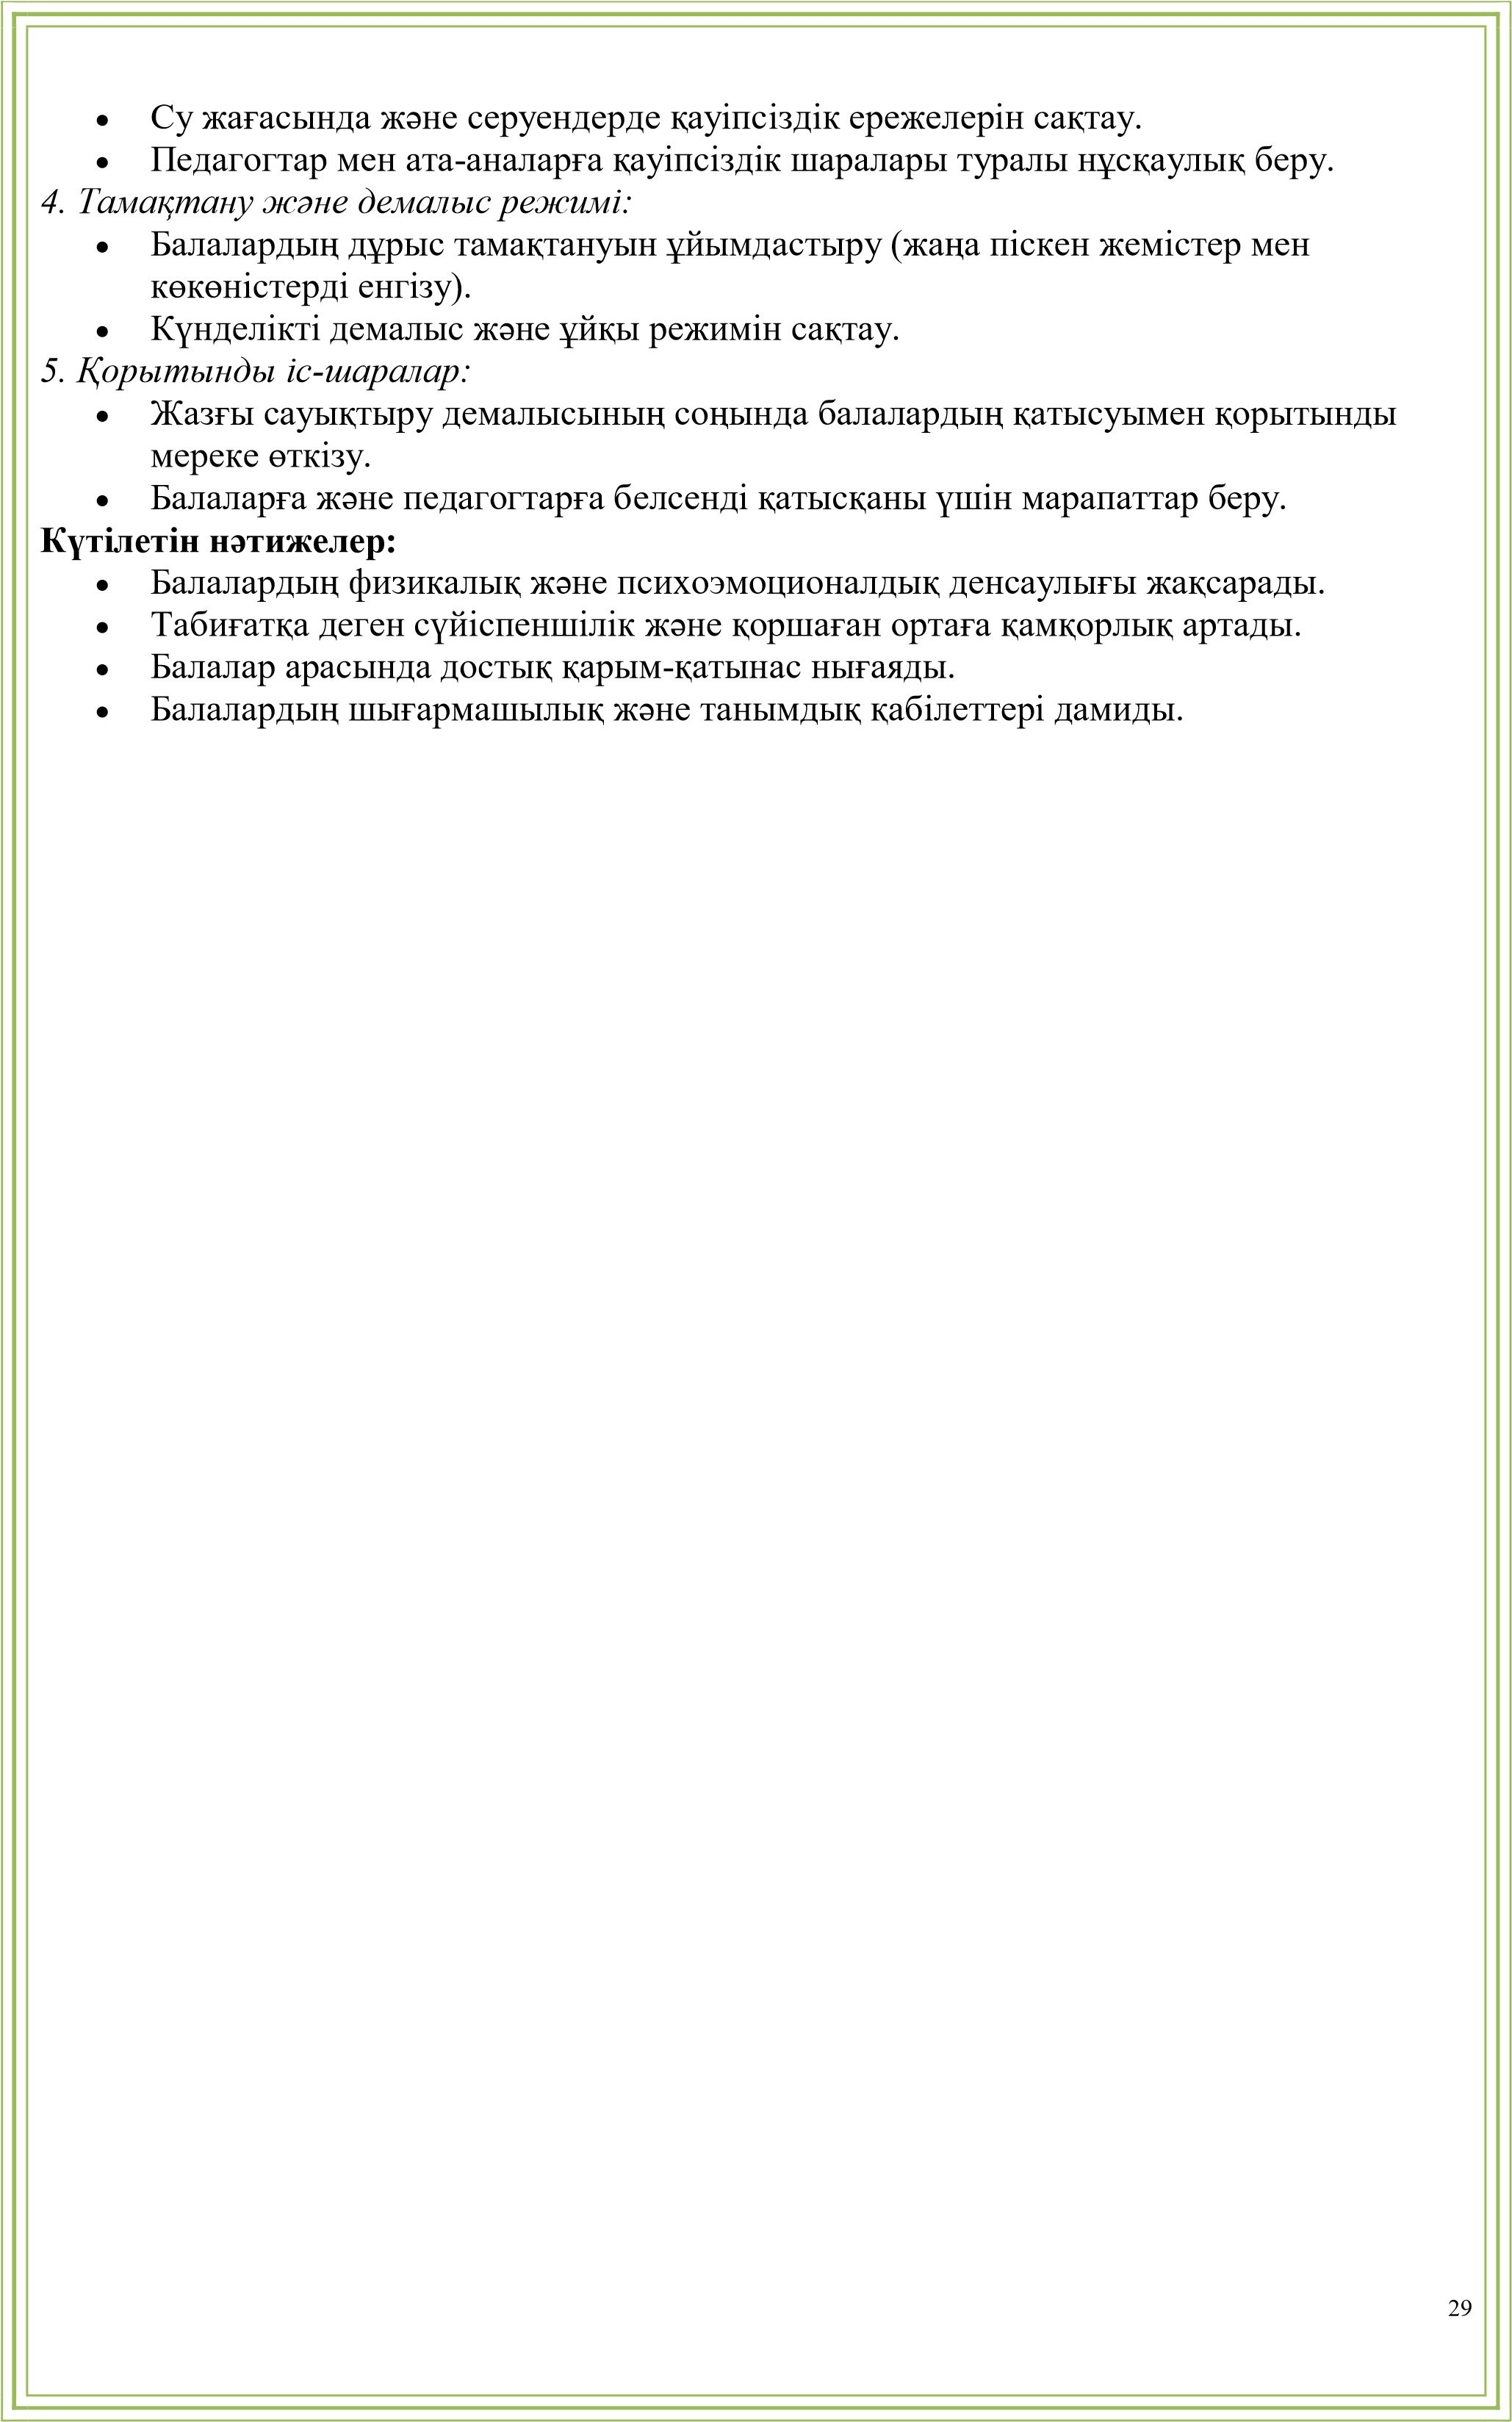 • Су жағасында және серуендерде қауіпсіздік ережелерін сақтау.
• Педагогтар мен ата-аналарға қауіпсіздік шаралары туралы нұсқаулық беру.
4. Тамақтану және демалыс режимі:
• Балалардың дұрыс тамақтануын ұйымдастыру (жаңа піскен жемістер мен
көкөністерді енгізу).
• Күнделікті демалыс және ұйқы режимін сақтау.
5. Қорытынды іс-шаралар:
• Жазғы сауықтыру демалысының соңында балалардың қатысуымен қорытынды
мереке өткізу.
• Балаларға және педагогтарға белсенді қатысқаны үшін марапаттар беру.
Күтілетін нәтижелер:
• Балалардың физикалық және психоэмоционалдық денсаулығы жақсарады.
• Табиғатқа деген сүйіспеншілік және қоршаған ортаға қамқорлық артады.
• Балалар арасында достық қарым-қатынас нығаяды.
• Балалардың шығармашылық және танымдық қабілеттері дамиды.
29